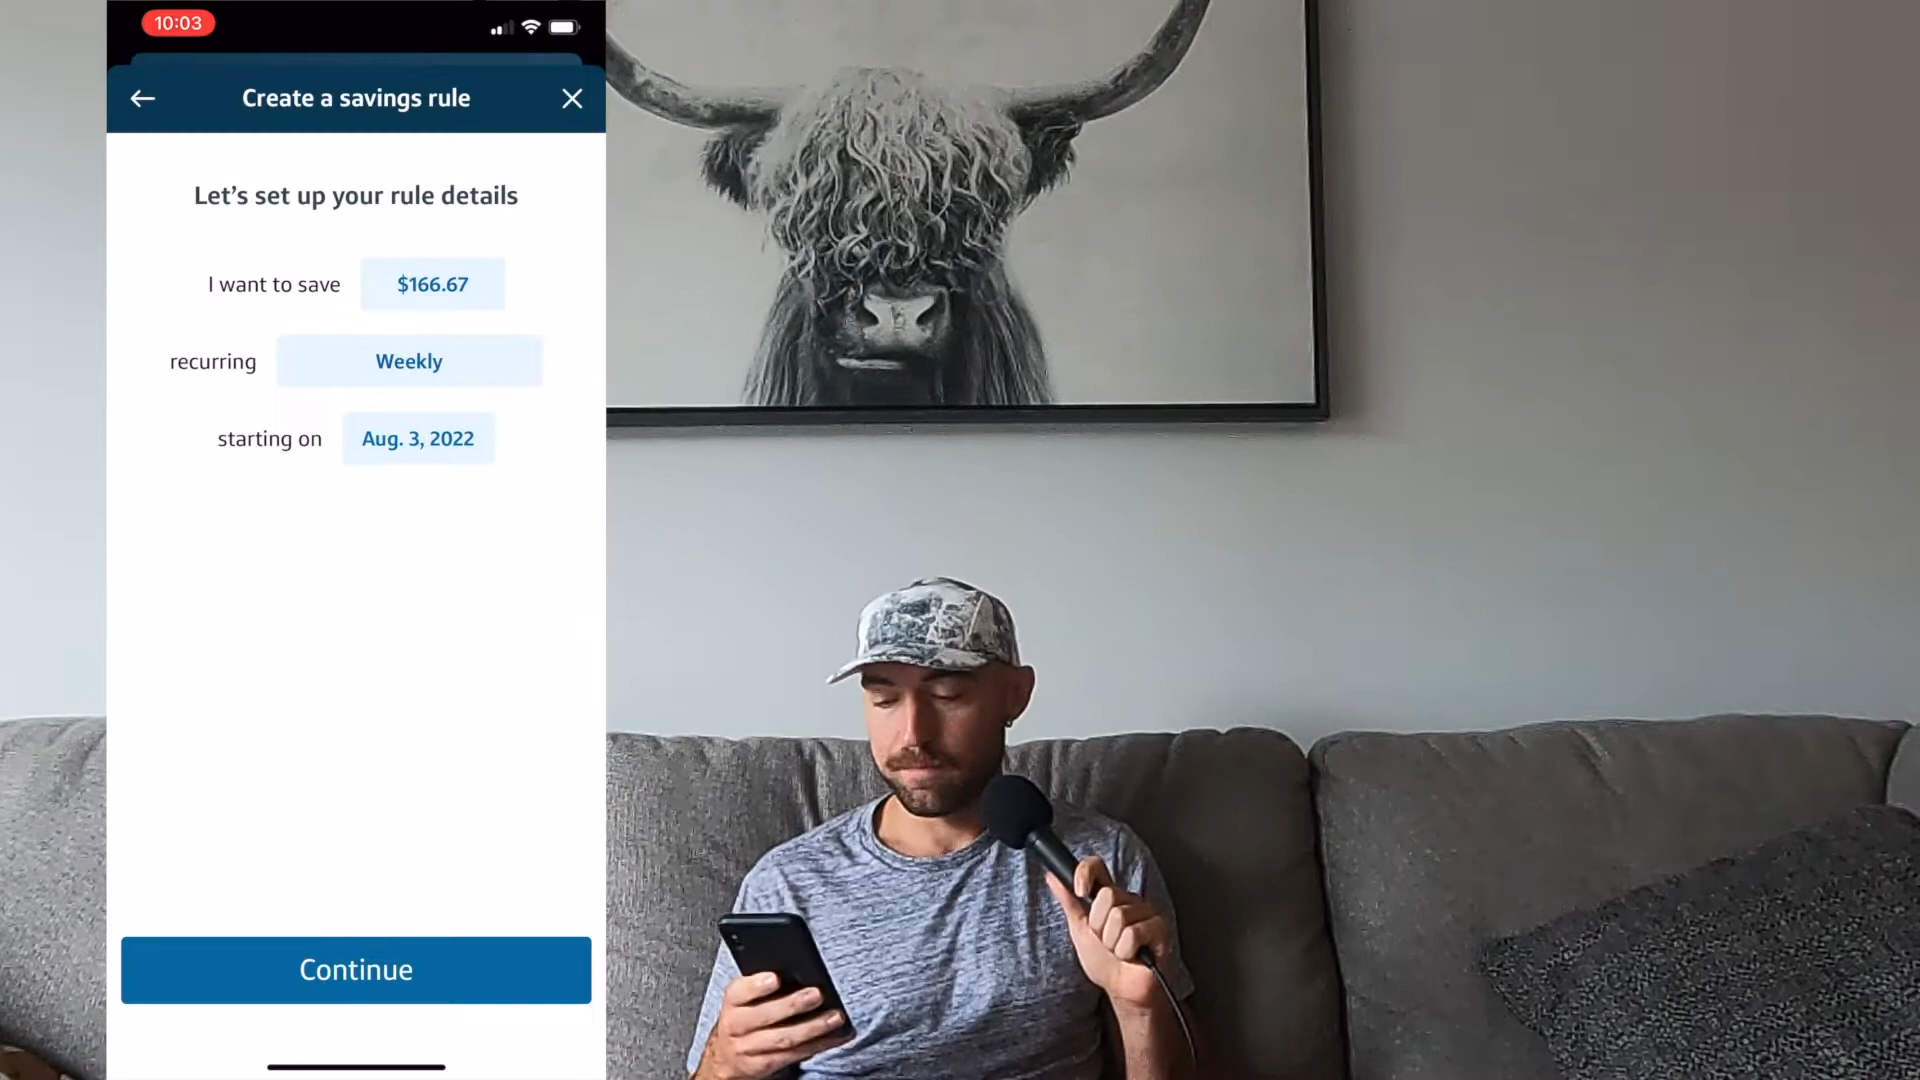 10:03
Create a savings rule
Let's set up your rule details
I want to save $166.67
recurring Weekly
starting on Aug. 3, 2022
Continue